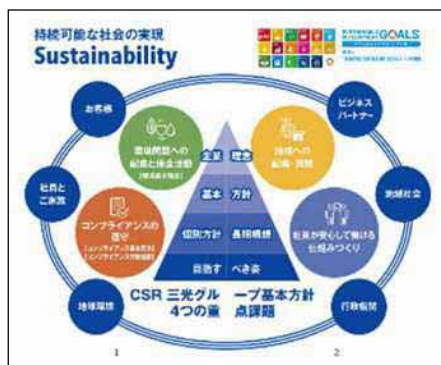 持続可能な社会の実現
Sustainability
SUSTAINABLE
DEVELOPMENT
GOALS
お客様
ビジネス
パートナー
環境問題への
配慮と保全活動
地域への
企業 理念
社員と
ご家族
基本 方針
地域社会
コンプライアンスの
遵守
個別方針 長期構想
社員が安心して働ける
仕組みづくり
目指す べき姿
地球環境
CSR 三光グル ープ基本方針
4つの重 点課題
行政機関
1 2